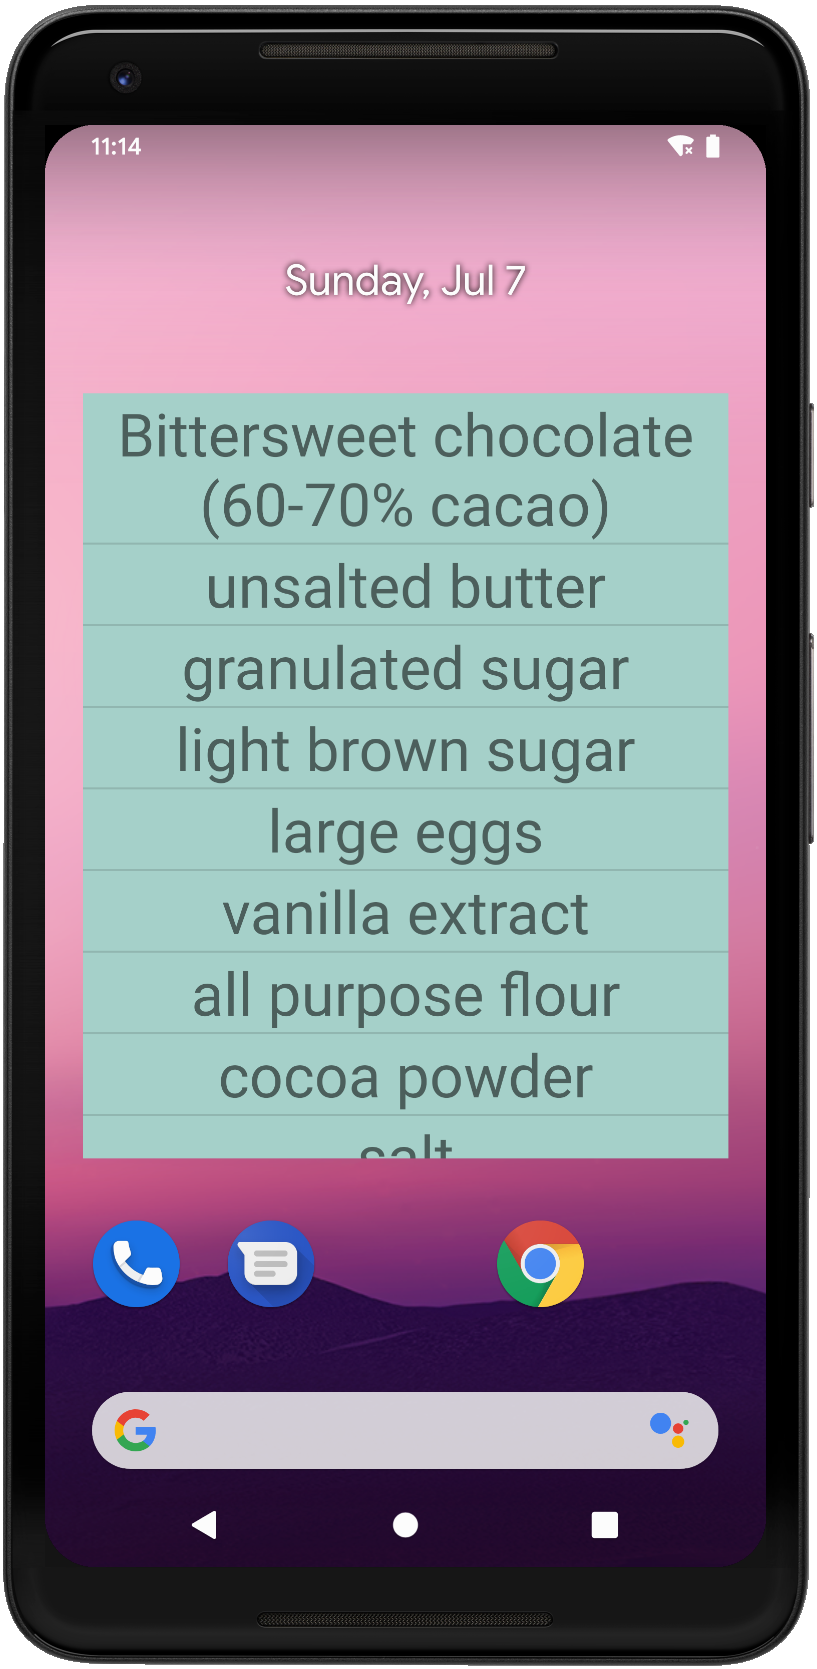 11:14
Sunday, Jul 7
Bittersweet chocolate
(60-70% cacao)
unsalted butter
granulated sugar
light brown sugar
large eggs
vanilla extract
all purpose flour
cocoa powder
salt